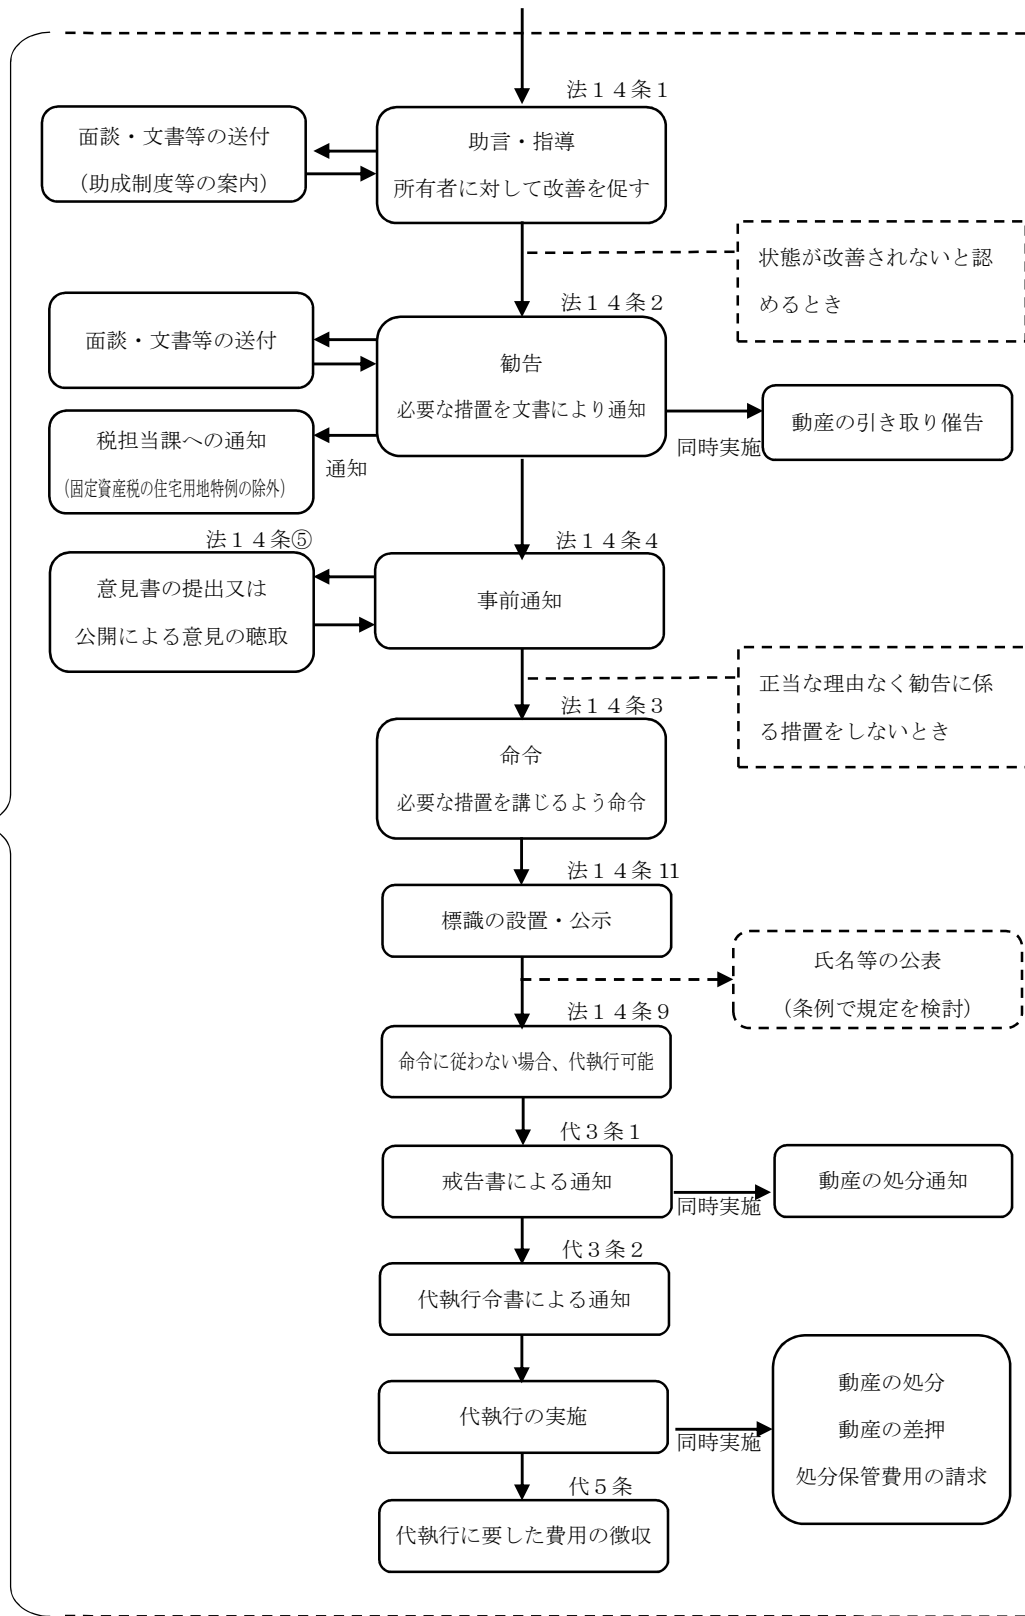 法１４条１
面談・文書等の送付
（助成制度等の案内）
助言・指導
所有者に対して改善を促す
状態が改善されないと認
めるとき
法１４条２
面談・文書等の送付
勧告
必要な措置を文書により通知
動産の引き取り催告
同時実施
税担当課への通知
（固定資産税の住宅用地特例の除外）
通知
法１４条⑤
法１４条４
意見書の提出又は
公開による意見の聴取
事前通知
正当な理由なく勧告に係
る措置をしないとき
法１４条３
命令
必要な措置を講じるよう命令
法１４条 11
標識の設置・公示
氏名等の公表
（条例で規定を検討）
法１４条９
命令に従わない場合、代執行可能
代３条１
戒告書による通知
同時実施
動産の処分通知
代３条２
代執行令書による通知
代執行の実施
同時実施
動産の処分
動産の差押
処分保管費用の請求
代５条
代執行に要した費用の徴収